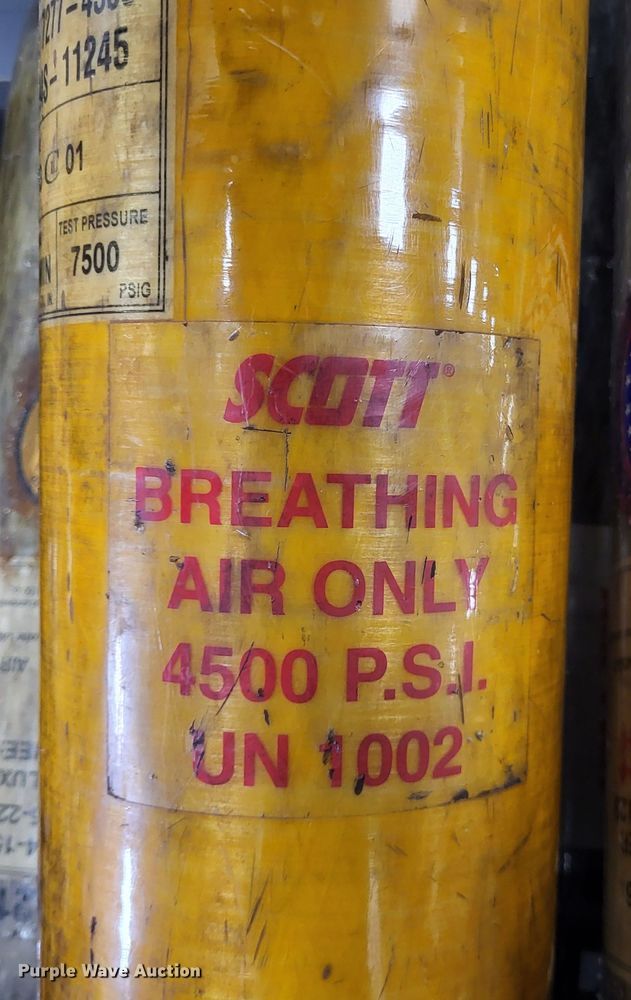 -11245
01
TEST PRESSURE
7500
PSIG
SCOTT®
BREATHING
AIR ONLY
4500 P.S.I.
UN 1002
Purple Wave Auction